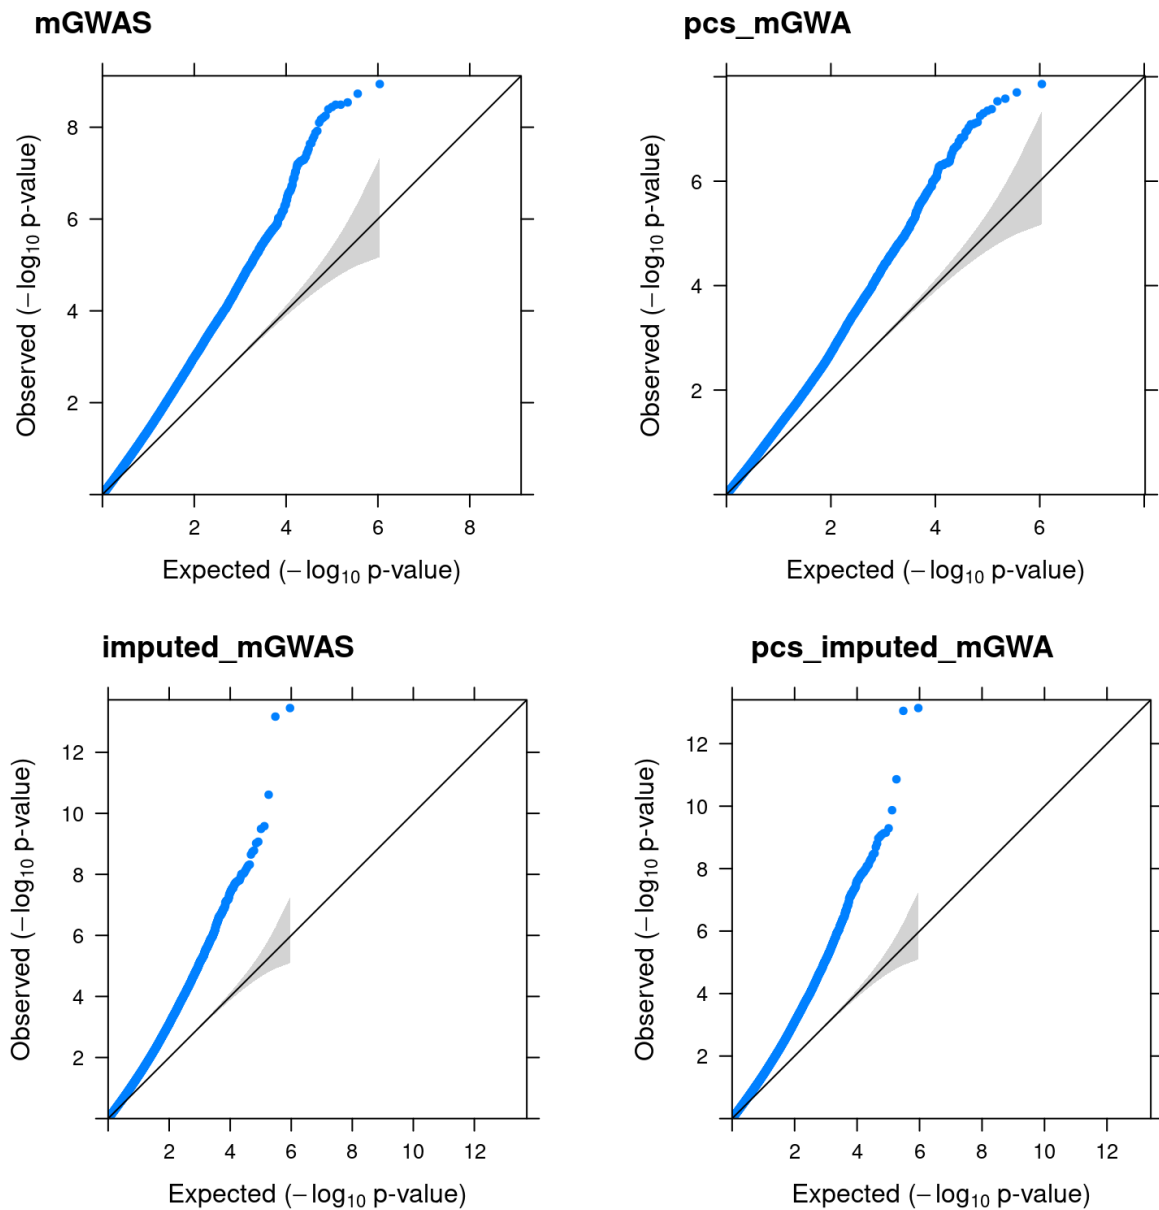 mGWAS
pcs_mGWA
8
6
4
2
Observed (−log10 p-value)
2 4 6 8
Expected (−log10 p-value)
6
4
2
Observed (−log10 p-value)
2 4 6
Expected (−log10 p-value)
imputed_mGWAS
pcs_imputed_mGWA
12
10
8
6
4
2
Observed (−log10 p-value)
2 4 6 8 10 12
Expected (−log10 p-value)
12
10
8
6
4
2
Observed (−log10 p-value)
2 4 6 8 10 12
Expected (−log10 p-value)